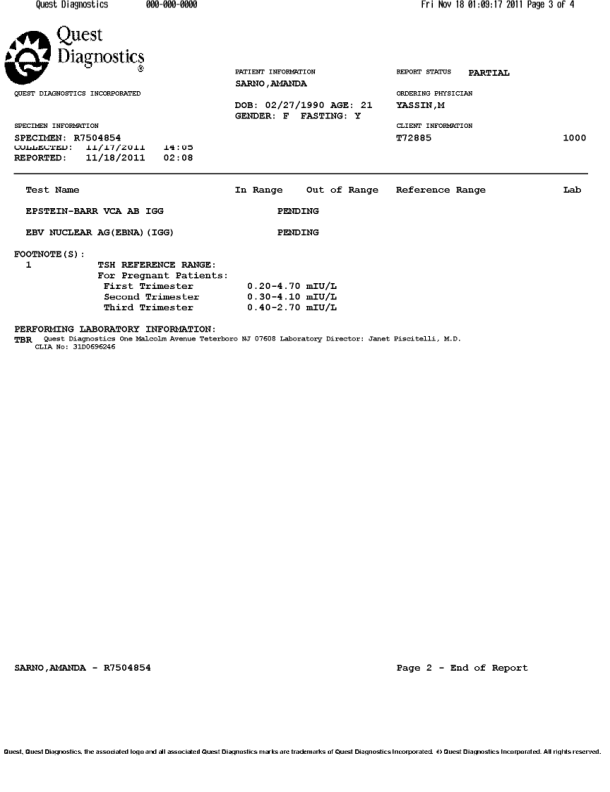 Quest Diagnostics 000-000-0000 Fri Nov 18 01:09:17 2011 Page 3 of 4
Quest
Diagnostics
®
PATIENT INFORMATION REPORT STATUS PARTIAL
SARNO,AMANDA
QUEST DIAGNOSTICS INCORPORATED ORDERING PHYSICIAN
DOB: 02/27/1990 AGE: 21 YASSIN,M
GENDER: F FASTING: Y
SPECIMEN INFORMATION CLIENT INFORMATION
SPECIMEN: R7504854 T72885 1000
COLLECTED: 11/17/2011 14:05
REPORTED: 11/18/2011 02:08
Test Name In Range Out of Range Reference Range Lab
EPSTEIN-BARR VCA AB IGG PENDING
EBV NUCLEAR AG(EBNA)(IGG) PENDING
FOOTNOTE(S):
1 TSH REFERENCE RANGE:
For Pregnant Patients:
First Trimester 0.20-4.70 mIU/L
Second Trimester 0.30-4.10 mIU/L
Third Trimester 0.40-2.70 mIU/L
PERFORMING LABORATORY INFORMATION:
TBR Quest Diagnostics One Malcolm Avenue Teterboro NJ 07608 Laboratory Director: Janet Piscitelli, M.D.
CLIA No: 31D0696246
SARNO,AMANDA - R7504854 Page 2 - End of Report
Quest, Quest Diagnostics, the associated logo and all associated Quest Diagnostics marks are trademarks of Quest Diagnostics Incorporated. © Quest Diagnostics Incorporated. All rights reserved.